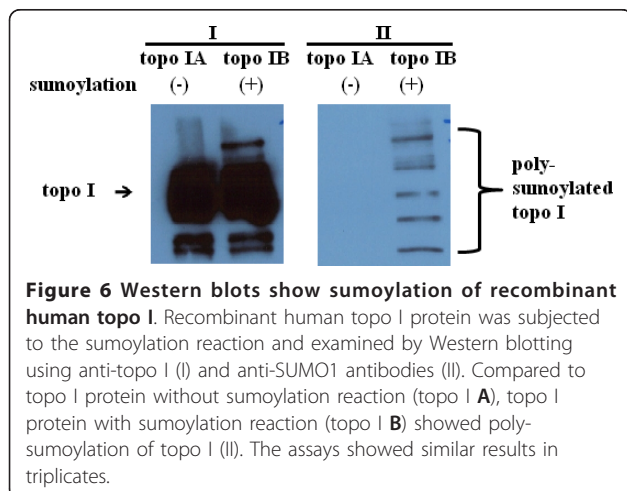 I II
topo IA topo IB topo IA topo IB
sumoylation (-) (+) (-) (+)
topo I →
poly-
sumoylated
topo I
Figure 6 Western blots show sumoylation of recombinant
human topo I. Recombinant human topo I protein was subjected
to the sumoylation reaction and examined by Western blotting
using anti-topo I (I) and anti-SUMO1 antibodies (II). Compared to
topo I protein without sumoylation reaction (topo I A), topo I
protein with sumoylation reaction (topo I B) showed poly-
sumoylation of topo I (II). The assays showed similar results in
triplicates.